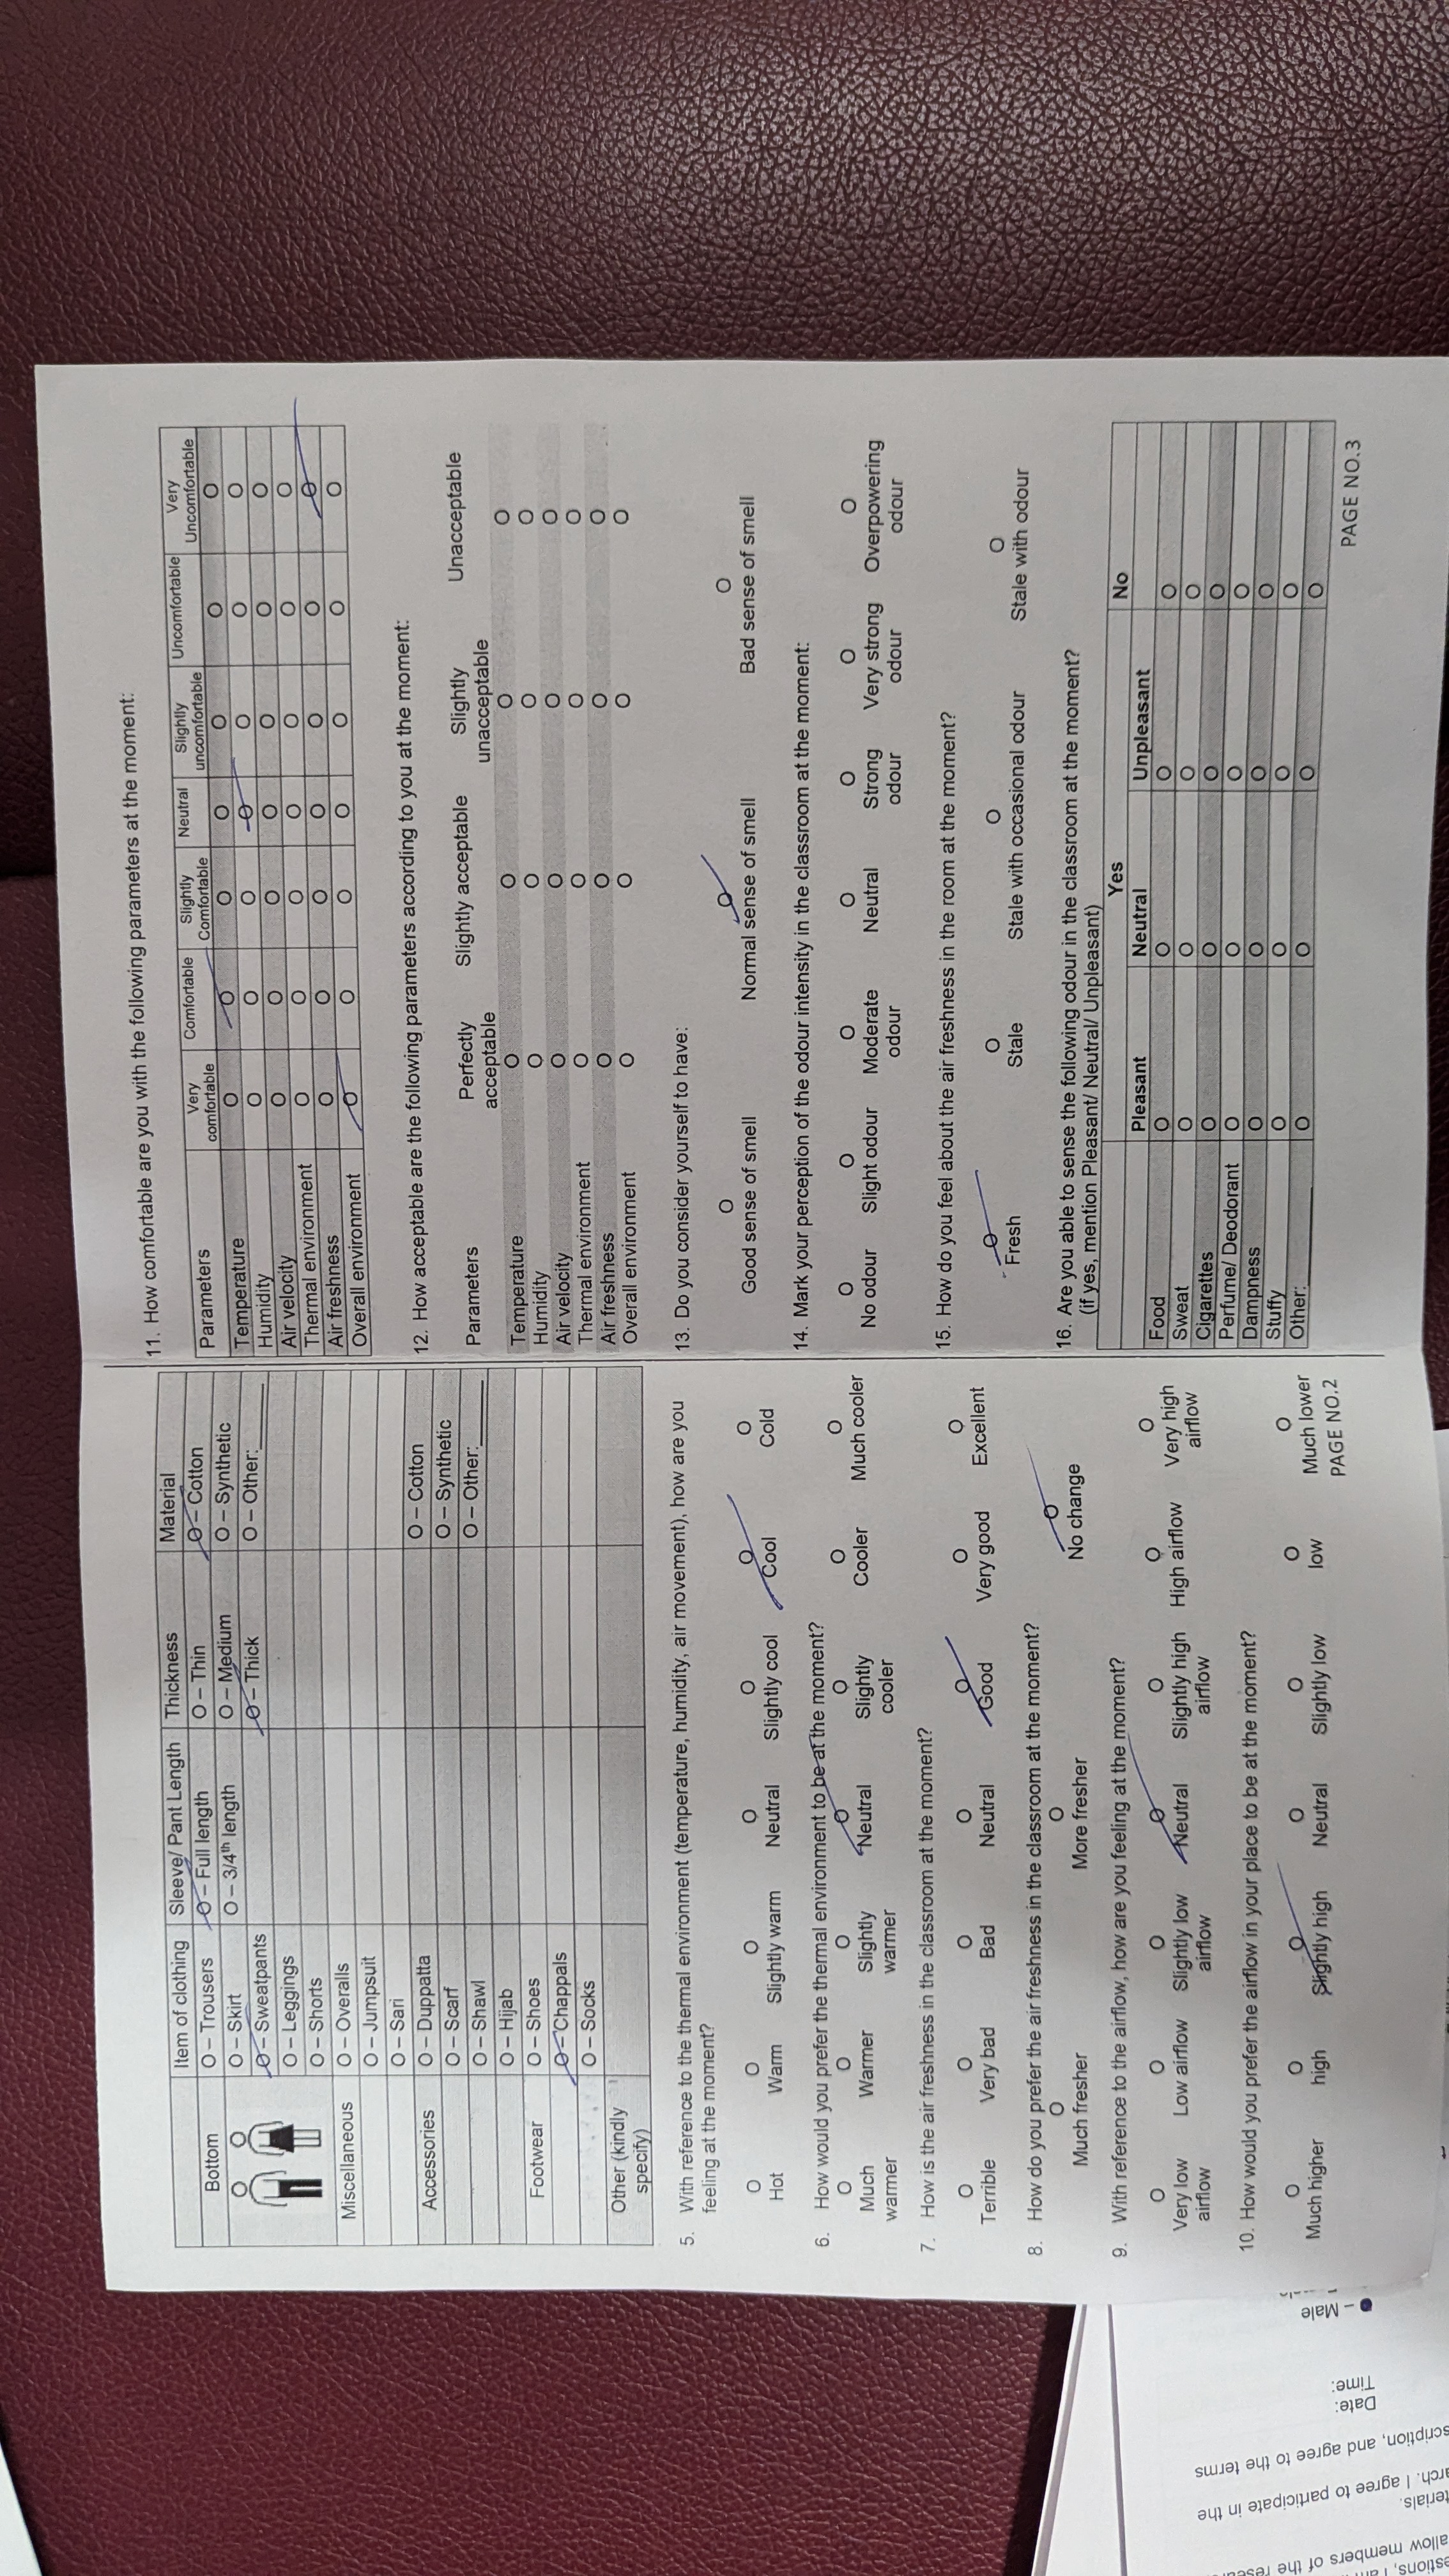 Item of clothing Sleeve/ Pant Length Thickness Material
Bottom O – Trousers O – Full length O – Thin O – Cotton
O – Skirt O – 3/4th length O – Medium O – Synthetic
O – Sweatpants O – Thick O – Other:______
O – Leggings
O – Shorts
Miscellaneous O – Overalls
O – Jumpsuit
O – Sari
Accessories O – Duppatta O – Cotton
O – Scarf O – Synthetic
O – Shawl O – Other:______
O – Hijab
Footwear O – Shoes
O – Chappals
O – Socks
Other (kindly
specify)
5. With reference to the thermal environment (temperature, humidity, air movement), how are you
feeling at the moment?
O O O O O O O
Hot Warm Slightly warm Neutral Slightly cool Cool Cold
6. How would you prefer the thermal environment to be at the moment?
O O O O O O O
Much Warmer Slightly Neutral Slightly Cooler Much cooler
warmer warmer cooler
7. How is the air freshness in the classroom at the moment?
O O O O O O O
Terrible Very bad Bad Neutral Good Very good Excellent
8. How do you prefer the air freshness in the classroom at the moment?
O O O
Much fresher More fresher No change
9. With reference to the airflow, how are you feeling at the moment?
O O O O O O O
Very low Low airflow Slightly low Neutral Slightly high High airflow Very high
airflow airflow airflow airflow
10. How would you prefer the airflow in your place to be at the moment?
O O O O O O O
Much higher high Slightly high Neutral Slightly low low Much lower
PAGE NO.2
11. How comfortable are you with the following parameters at the moment:
Parameters Very Comfortable Slightly Neutral Slightlly Uncomfortable Very
comfortable Comfortable uncomfortable Uncomfortable
Temperature O O O O O O O
Humidity O O O O O O O
Air velocity O O O O O O O
Thermal environment O O O O O O O
Air freshness O O O O O O O
Overall environment O O O O O O O
12. How acceptable are the following parameters according to you at the moment:
Parameters Perfectly Slightly acceptable Slightly Unacceptable
acceptable unacceptable
Temperature O O O O
Humidity O O O O
Air velocity O O O O
Thermal environment O O O O
Air freshness O O O O
Overall environment O O O O
13. Do you consider yourself to have:
O O O
Good sense of smell Normal sense of smell Bad sense of smell
14. Mark your perception of the odour intensity in the classroom at the moment:
O O O O O O O
No odour Slight odour Moderate Neutral Strong Very strong Overpowering
odour odour odour odour
15. How do you feel about the air freshness in the room at the moment?
O O O O
Fresh Stale Stale with occasional odour Stale with odour
16. Are you able to sense the following odour in the classroom at the moment?
(if yes, mention Pleasant/ Neutral/ Unpleasant)
Yes No
Pleasant Neutral Unpleasant
Food O O O O
Sweat O O O O
Cigarettes O O O O
Perfume/ Deodorant O O O O
Dampness O O O O
Stuffy O O O O
Other:__________ O O O O
PAGE NO.3
allow members of the
terials.
arch. I agree to participate in the
scription, and agree to the terms
Date:
Time:
– Male